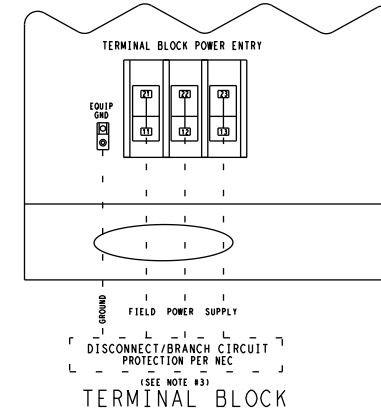 TERMINAL BLOCK POWER ENTRY
21 22 23
EQUIP
GND
11 12 13
GROUND
FIELD POWER SUPPLY
DISCONNECT/BRANCH CIRCUIT
PROTECTION PER NEC
(SEE NOTE #3)
TERMINAL BLOCK